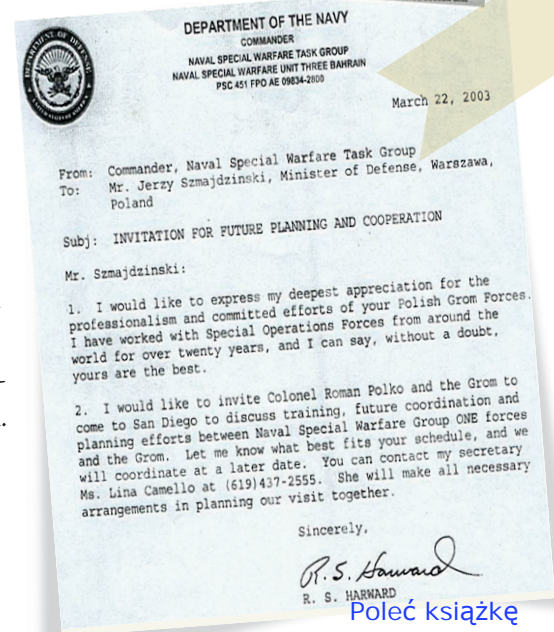 DEPARTMENT OF THE NAVY
COMMANDER
NAVAL SPECIAL WARFARE TASK GROUP
NAVAL SPECIAL WARFARE UNIT THREE BAHRAIN
PSC 451 FPO AE 09834-2800
March 22, 2003
From: Commander, Naval Special Warfare Task Group
To: Mr. Jerzy Szmajdzinski, Minister of Defense, Warszawa,
Poland
Subj: INVITATION FOR FUTURE PLANNING AND COOPERATION
Mr. Szmajdzinski:
1. I would like to express my deepest appreciation for the
professionalism and committed efforts of your Polish Grom Forces.
I have worked with Special Operations Forces from around the
world for over twenty years, and I can say, without a doubt,
yours are the best.
2. I would like to invite Colonel Roman Polko and the Grom to
come to San Diego to discuss training, future coordination and
planning efforts between Naval Special Warfare Group ONE forces
and the Grom. Let me know what best fits your schedule, and we
will coordinate at a later date. You can contact my secretary
Ms. Lina Camello at (619)437-2555. She will make all necessary
arrangements in planning our visit together.
Sincerely,
R. S. Harward
R. S. HARWARD
Poleć książkę